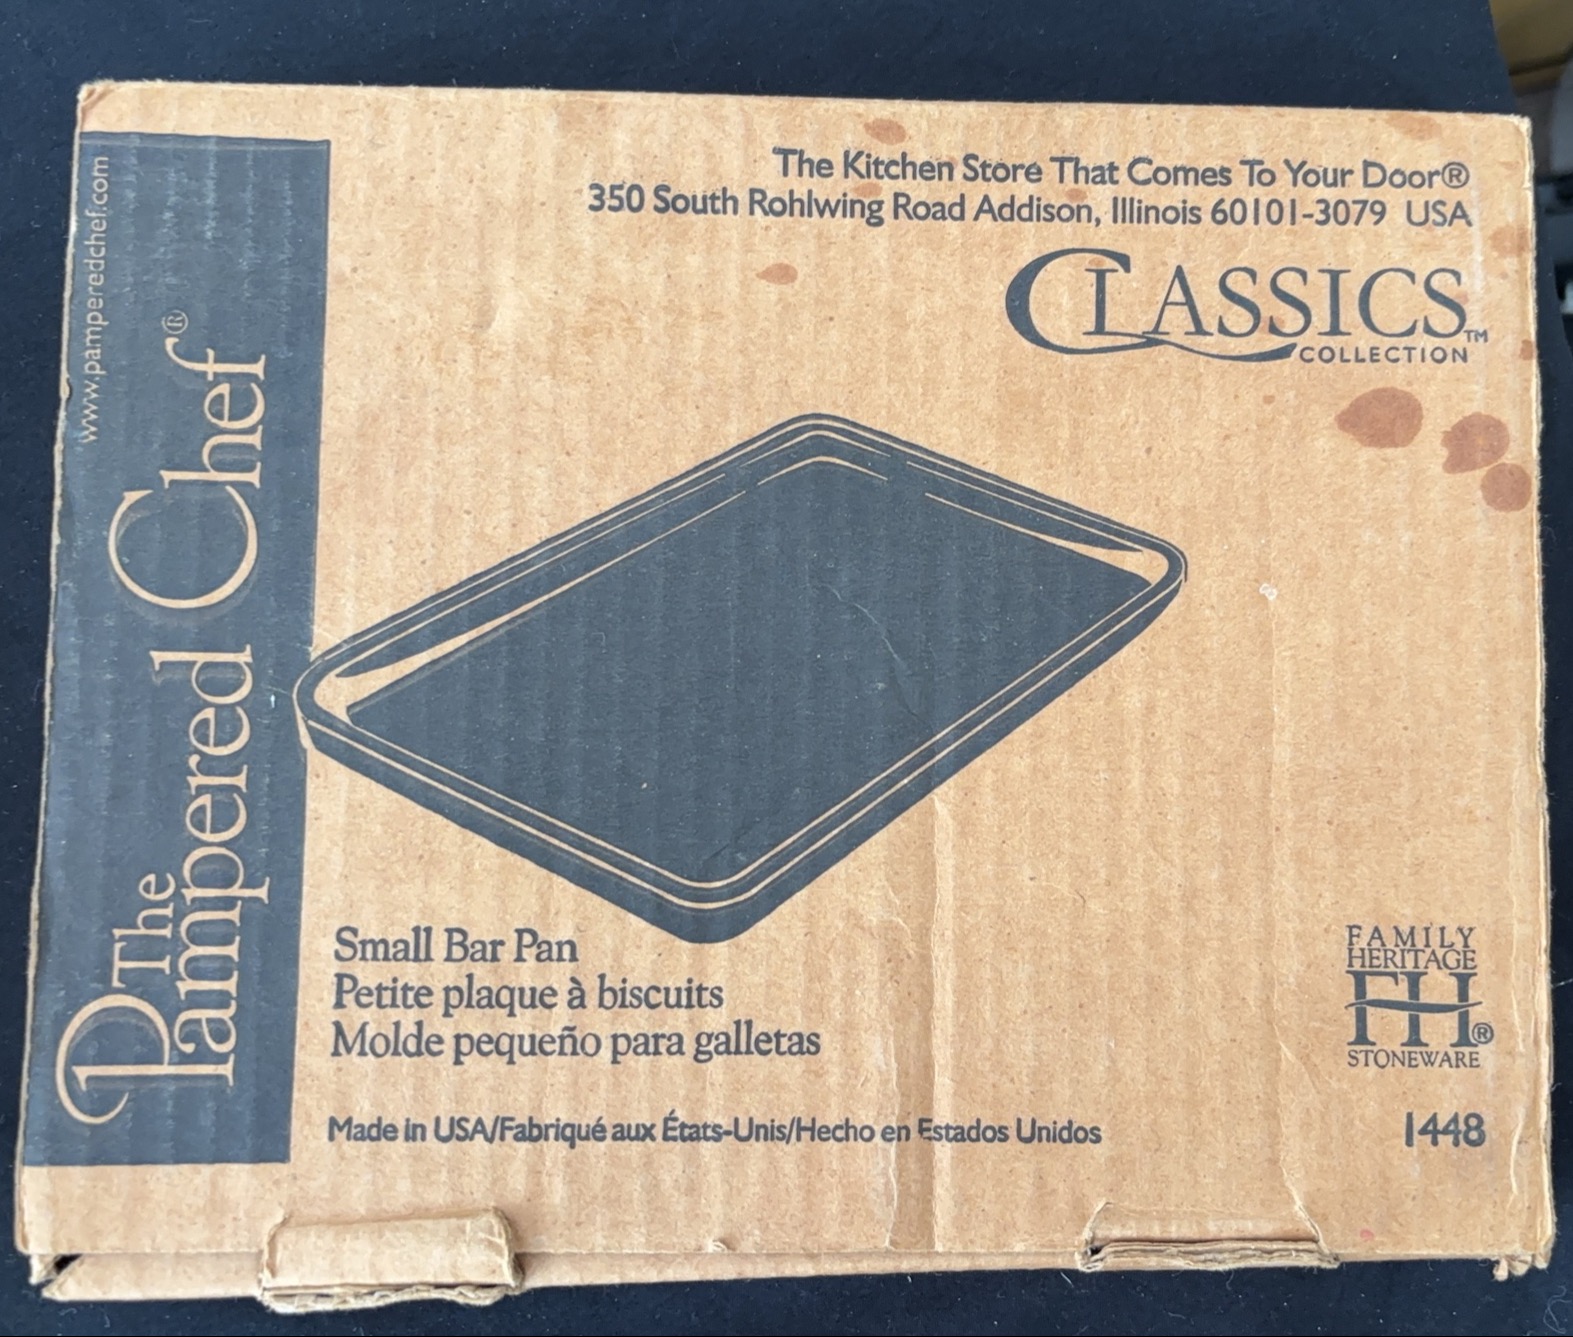 The Kitchen Store That Comes To Your Door®
350 South Rohlwing Road Addison, Illinois 60101-3079 USA
CLASSICS™
COLLECTION
www.pamperedchef.com
The
Pampered Chef®
Small Bar Pan
Petite plaque à biscuits
Molde pequeño para galletas
Made in USA/Fabriqué aux États-Unis/Hecho en Estados Unidos
FAMILY
HERITAGE
FH®
STONEWARE
1448